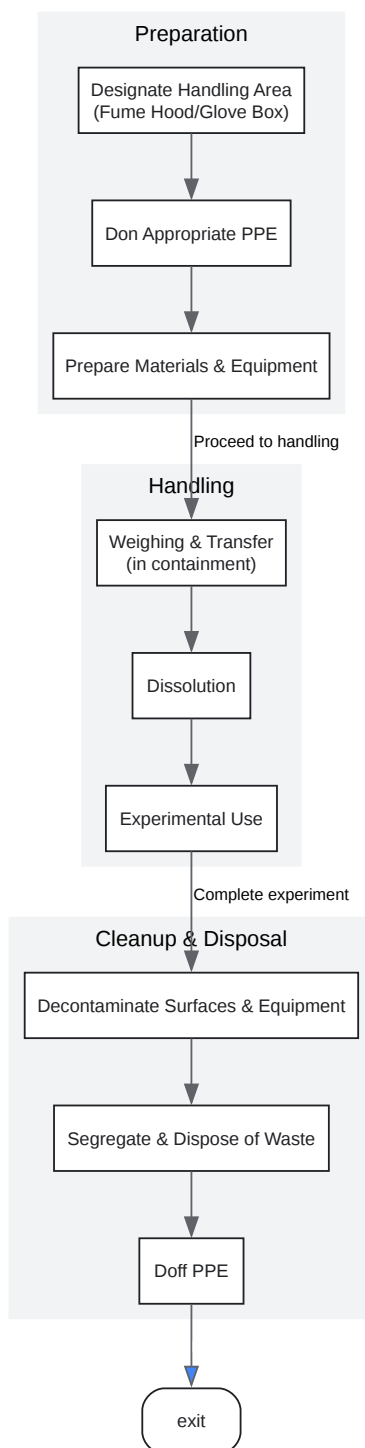 Preparation
Designate Handling Area
(Fume Hood/Glove Box)
Don Appropriate PPE
Prepare Materials & Equipment
Proceed to handling
Handling
Weighing & Transfer
(in containment)
Dissolution
Experimental Use
Complete experiment
Cleanup & Disposal
Decontaminate Surfaces & Equipment
Segregate & Dispose of Waste
Doff PPE
exit